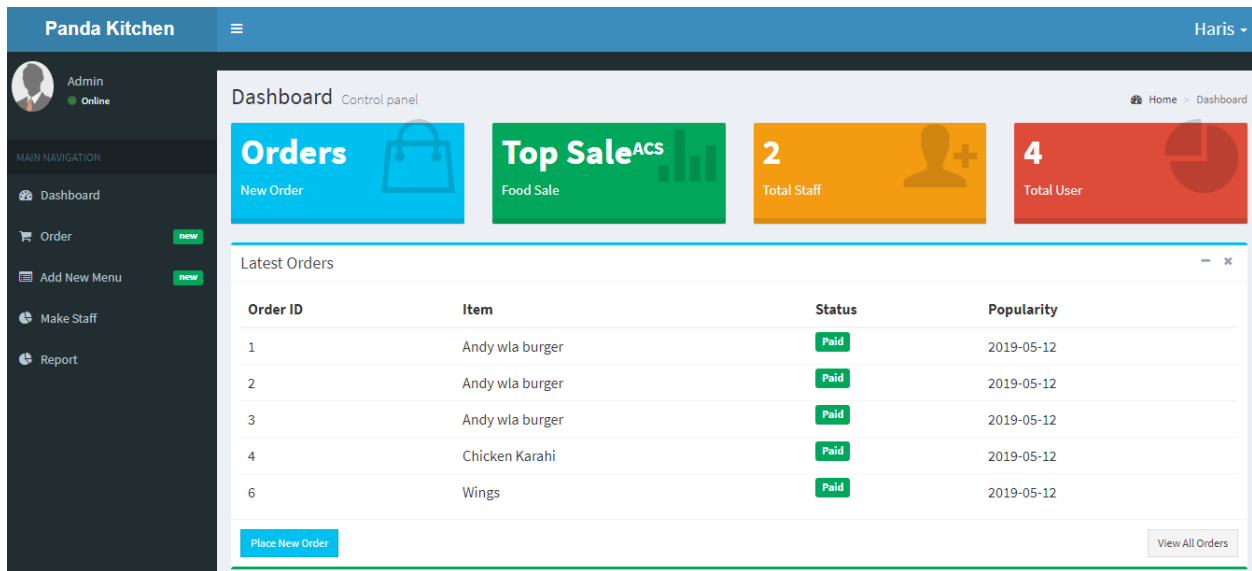 Panda Kitchen
Haris
Admin
Online
MAIN NAVIGATION
Dashboard
Order new
Add New Menu new
Make Staff
Report
Dashboard Control panel
Home > Dashboard
Orders
New Order
Top Sale ACS
Food Sale
2
Total Staff
4
Total User
Latest Orders
Order ID Item Status Popularity
1 Andy wla burger Paid 2019-05-12
2 Andy wla burger Paid 2019-05-12
3 Andy wla burger Paid 2019-05-12
4 Chicken Karahi Paid 2019-05-12
6 Wings Paid 2019-05-12
Place New Order View All Orders